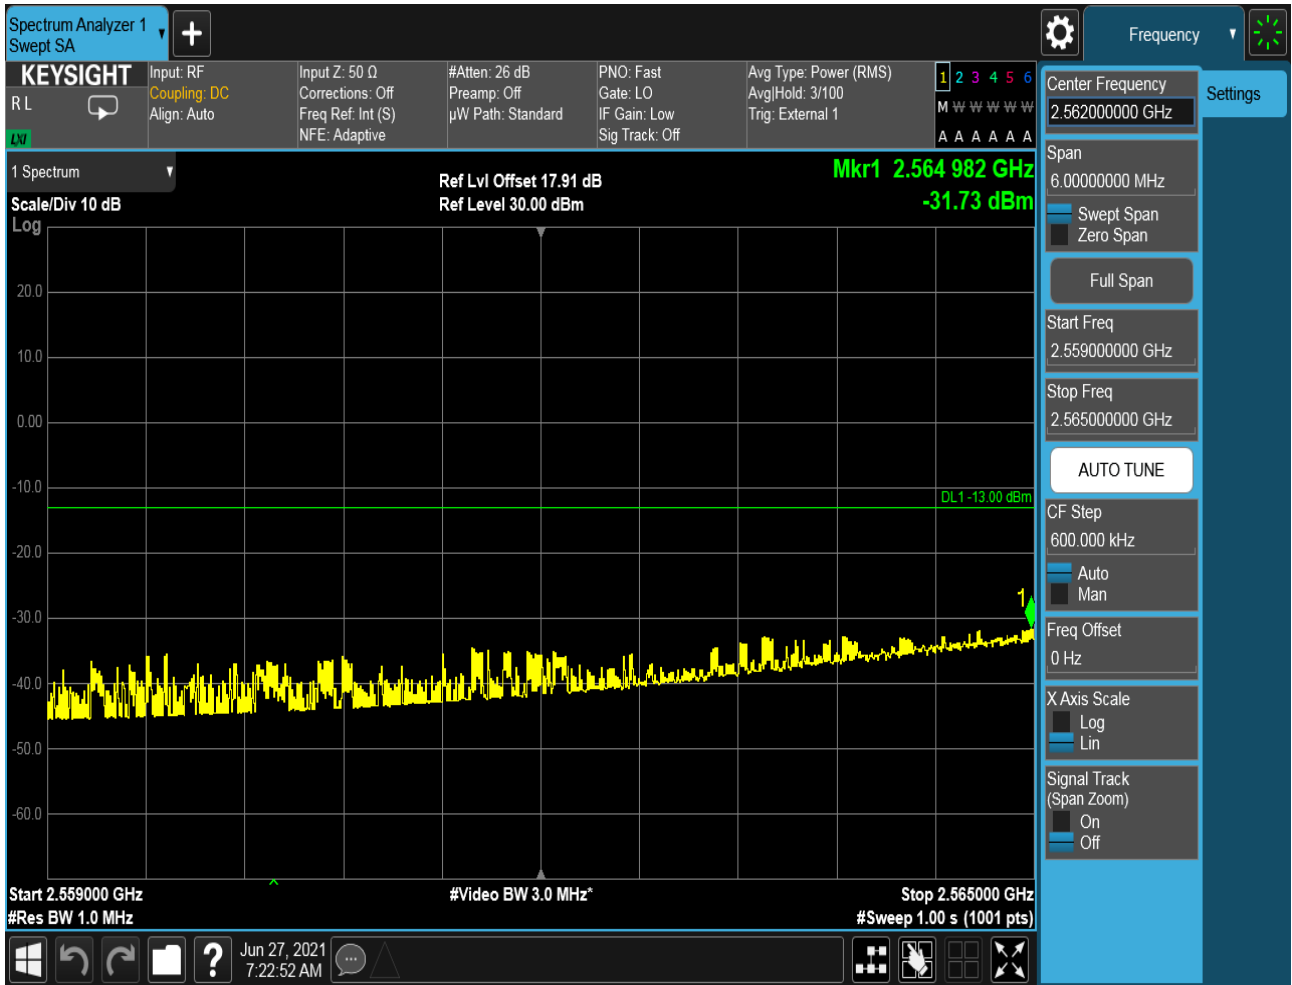 Spectrum Analyzer 1
Swept SA
Frequency
KEYSIGHT
R L
LXI
Input: RF
Coupling: DC
Align: Auto
Input Z: 50 Ω
Corrections: Off
Freq Ref: Int (S)
NFE: Adaptive
#Atten: 26 dB
Preamp: Off
µW Path: Standard
PNO: Fast
Gate: LO
IF Gain: Low
Sig Track: Off
Avg Type: Power (RMS)
Avg|Hold: 3/100
Trig: External 1
1 2 3 4 5 6
M W W W W W
A A A A A A
1 Spectrum
Scale/Div 10 dB
Log
Ref Lvl Offset 17.91 dB
Ref Level 30.00 dBm
Mkr1 2.564 982 GHz
-31.73 dBm
20.0
10.0
0.00
-10.0
DL1 -13.00 dBm
-20.0
1
-30.0
-40.0
-50.0
-60.0
Start 2.559000 GHz
#Res BW 1.0 MHz
#Video BW 3.0 MHz*
Stop 2.565000 GHz
#Sweep 1.00 s (1001 pts)
Center Frequency
2.562000000 GHz
Settings
Span
6.00000000 MHz
Swept Span
Zero Span
Full Span
Start Freq
2.559000000 GHz
Stop Freq
2.565000000 GHz
AUTO TUNE
CF Step
600.000 kHz
Auto
Man
Freq Offset
0 Hz
X Axis Scale
Log
Lin
Signal Track
(Span Zoom)
On
Off
?
Jun 27, 2021
7:22:52 AM